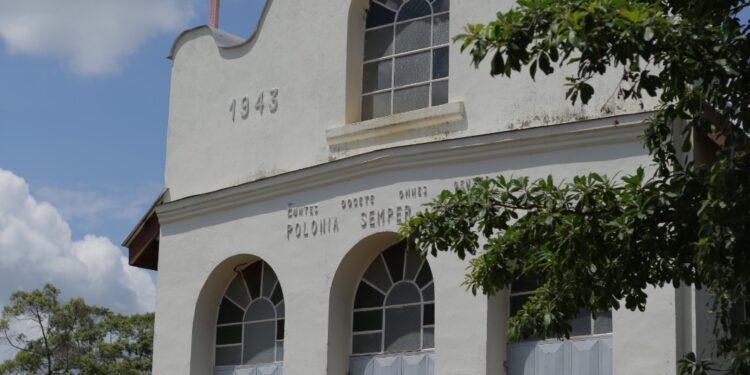 1943
EUNTES DOCETE OMNES
POLONIA SEMPER